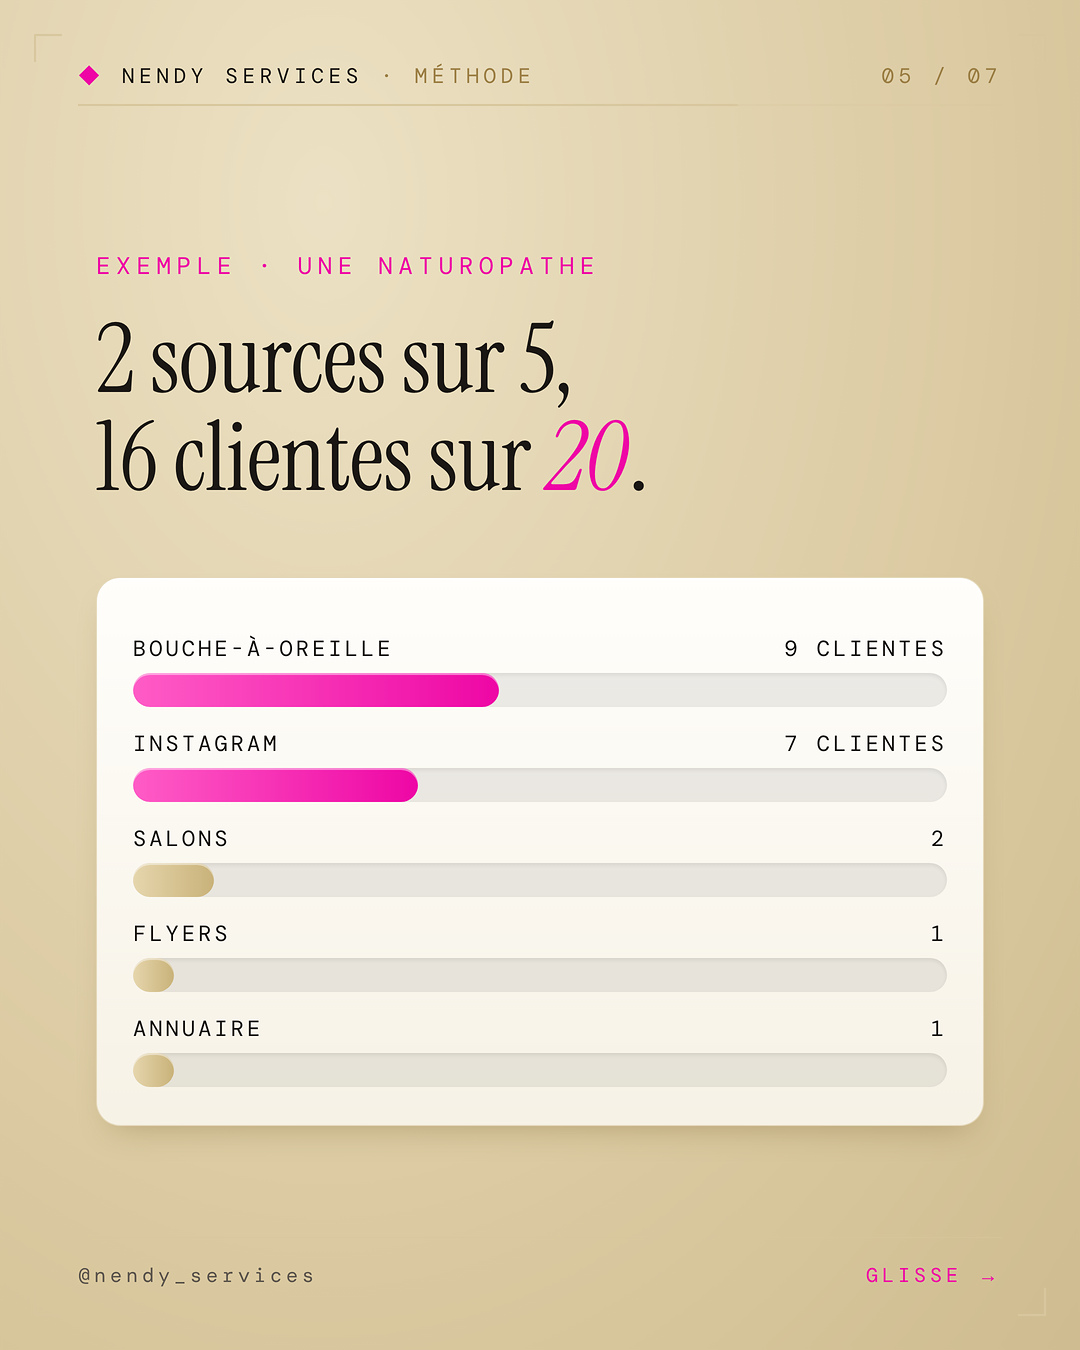 NENDY SERVICES · MÉTHODE
05 / 07
EXEMPLE · UNE NATUROPATHE
2 sources sur 5,
16 clientes sur 20.
BOUCHE-À-OREILLE 9 CLIENTES
INSTAGRAM 7 CLIENTES
SALONS 2
FLYERS 1
ANNUAIRE 1
@nendy_services
GLISSE →